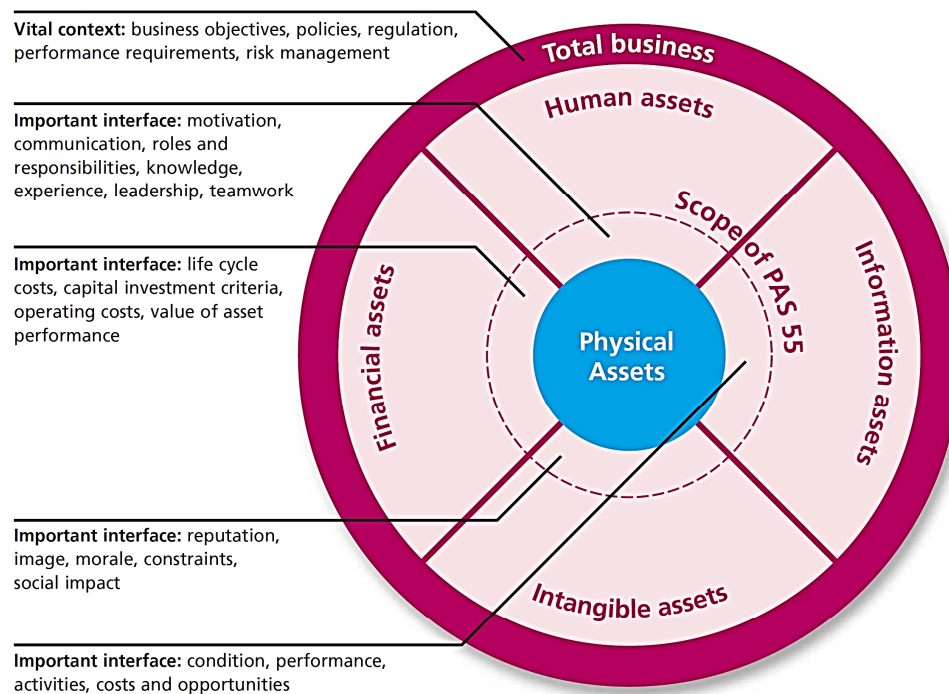 Vital context: business objectives, policies, regulation,
performance requirements, risk management
Important interface: motivation,
communication, roles and
responsibilities, knowledge,
experience, leadership, teamwork
Important interface: life cycle
costs, capital investment criteria,
operating costs, value of asset
performance
Important interface: reputation,
image, morale, constraints,
social impact
Important interface: condition, performance,
activities, costs and opportunities
Total business
Human assets
Scope of PAS 55
Financial assets
Information assets
Physical
Assets
Intangible assets